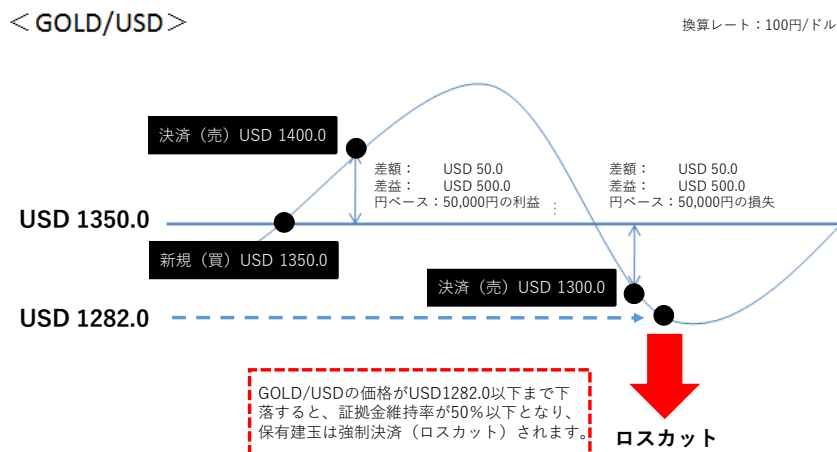 ＜GOLD/USD＞
換算レート：100円/ドル
決済（売）USD 1400.0
差額：　USD 50.0
差益：　USD 500.0
円ベース：50,000円の利益
差額：　USD 50.0
差益：　USD 500.0
円ベース：50,000円の損失
USD 1350.0
新規（買）USD 1350.0
決済（売）USD 1300.0
USD 1282.0
GOLD/USDの価格がUSD1282.0以下まで下
落すると、証拠金維持率が50％以下となり、
保有建玉は強制決済（ロスカット）されます。
ロスカット